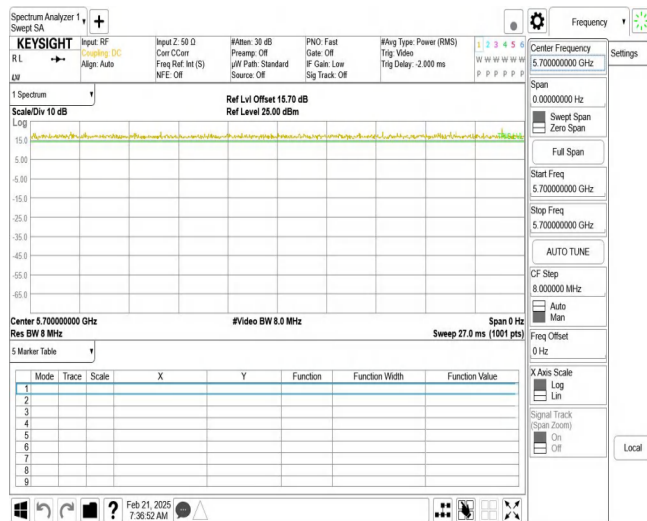 Spectrum Analyzer 1
Swept SA
Frequency
KEYSIGHT
RL
Input: RF
Coupling: DC
Align: Auto
Input Z: 50 Ω
Corr CCorr
Freq Ref: Int (S)
NFE: Off
#Atten: 30 dB
Preamp: Off
µW Path: Standard
Source: Off
PNO: Fast
Gate: Off
IF Gain: Low
Sig Track: Off
#Avg Type: Power (RMS)
Trig: Video
Trig Delay: -2.000 ms
1 2 3 4 5 6
W W W W W W
P P P P P P
Center Frequency
5.700000000 GHz
Settings
Span
0.00000000 Hz
Swept Span
Zero Span
Full Span
Start Freq
5.700000000 GHz
Stop Freq
5.700000000 GHz
AUTO TUNE
CF Step
8.000000 MHz
Auto
Man
Freq Offset
0 Hz
X Axis Scale
Log
Lin
Signal Track
(Span Zoom)
On
Off
Local
1 Spectrum
Scale/Div 10 dB
Log
Ref Lvl Offset 15.70 dB
Ref Level 25.00 dBm
15.0
5.00
-5.00
-15.0
-25.0
-35.0
-45.0
-55.0
-65.0
Center 5.700000000 GHz
Res BW 8 MHz
#Video BW 8.0 MHz
Span 0 Hz
Sweep 27.0 ms (1001 pts)
5 Marker Table
Mode Trace Scale X Y Function Function Width Function Value
1
2
3
4
5
6
7
8
9
Feb 21, 2025
7:36:52 AM